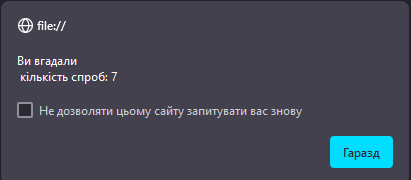 file://
Ви вгадали
кількість спроб: 7
Не дозволяти цьому сайту запитувати вас знову
Гаразд